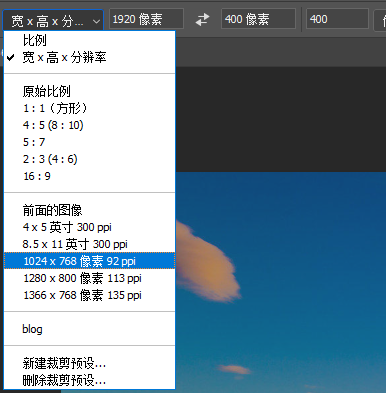 宽 x 高 x 分... 1920 像素 400 像素 400
比例
宽 x 高 x 分辨率
原始比例
1 : 1（方形）
4 : 5 (8 : 10)
5 : 7
2 : 3 (4 : 6)
16 : 9
前面的图像
4 x 5 英寸 300 ppi
8.5 x 11 英寸 300 ppi
1024 x 768 像素 92 ppi
1280 x 800 像素 113 ppi
1366 x 768 像素 135 ppi
blog
新建裁剪预设...
删除裁剪预设...